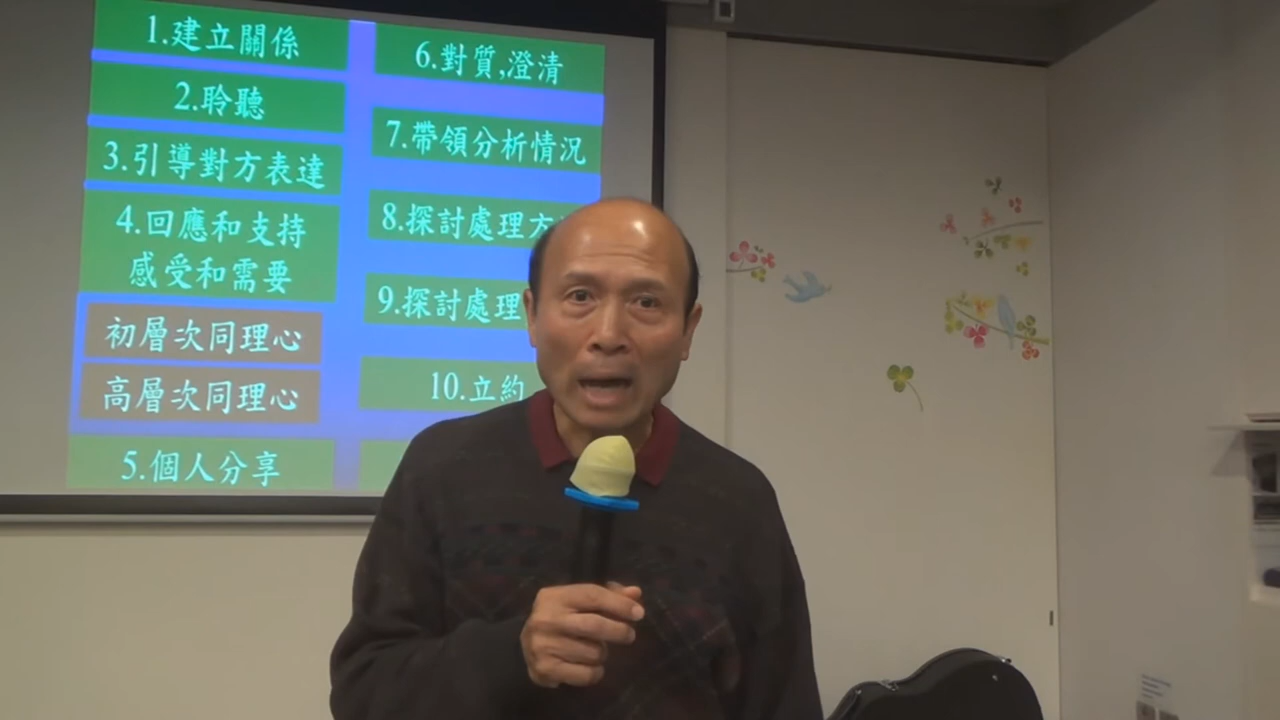 1.建立關係
2.聆聽
3.引導對方表達
4.回應和支持
感受和需要
初層次同理心
高層次同理心
5.個人分享
6.對質,澄清
7.帶領分析情況
8.探討處理方
9.探討處理
10.立約